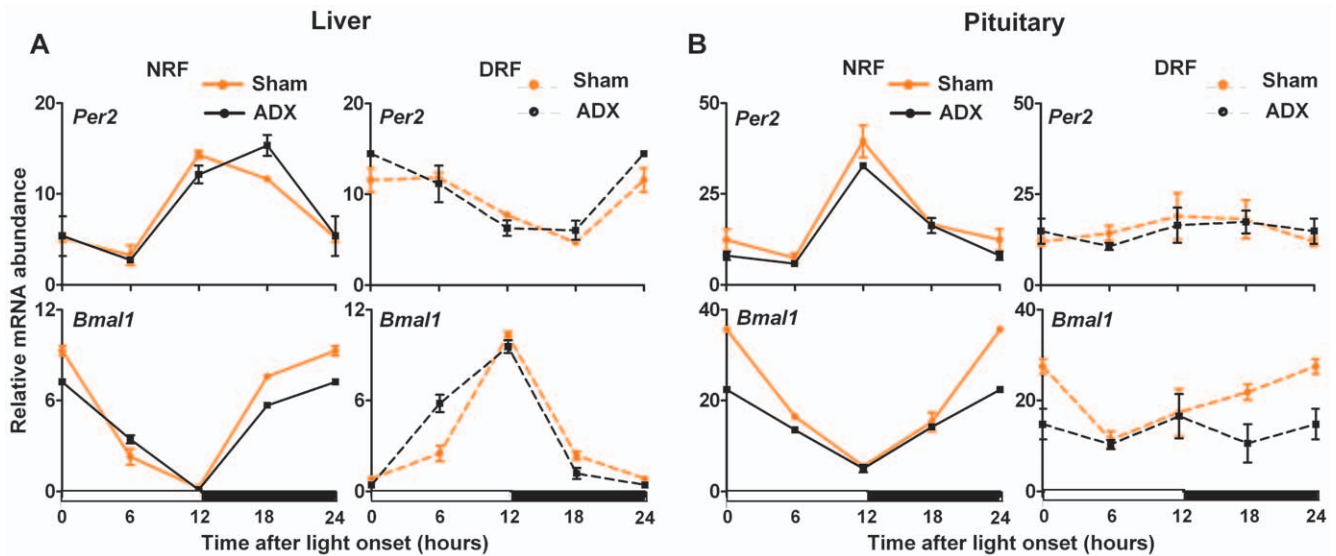 Liver
A
NRF
Sham
ADX
DRF
Sham
ADX
Per2
20
10
0
Per2
20
10
0
Bmal1
12
6
0
Bmal1
12
6
0
Relative mRNA abundance
0 6 12 18 24
0 6 12 18 24
Time after light onset (hours)
Pituitary
B
NRF
Sham
ADX
DRF
Sham
ADX
Per2
50
25
0
Per2
50
25
0
Bmal1
40
20
0
Bmal1
40
20
0
0 6 12 18 24
0 6 12 18 24
Time after light onset (hours)